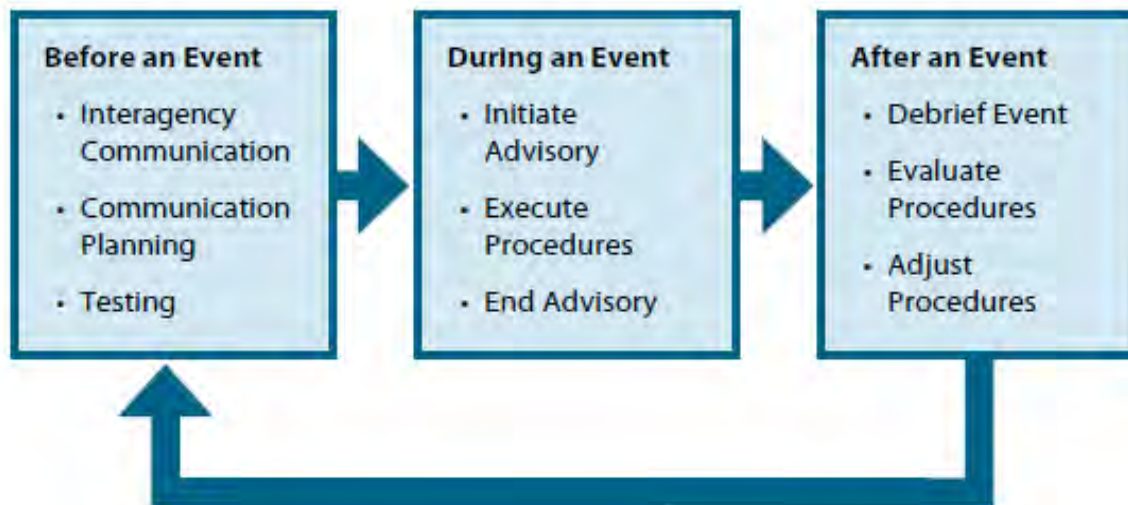 Before an Event
• Interagency
Communication
• Communication
Planning
• Testing
During an Event
• Initiate
Advisory
• Execute
Procedures
• End Advisory
After an Event
• Debrief Event
• Evaluate
Procedures
• Adjust
Procedures